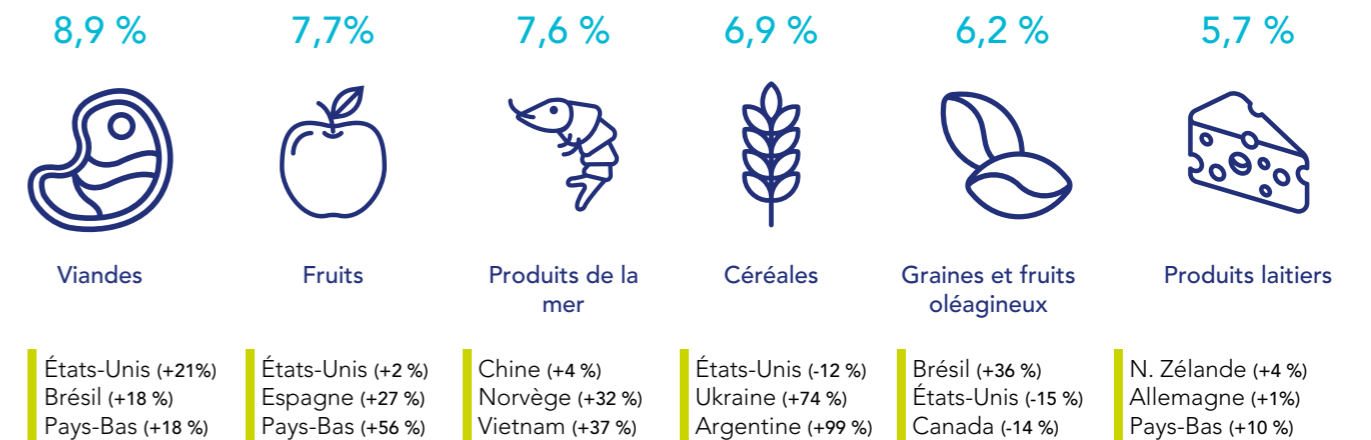 8,9 %
7,7%
7,6 %
6,9 %
6,2 %
5,7 %
Viandes
Fruits
Produits de la
mer
Céréales
Graines et fruits
oléagineux
Produits laitiers
États-Unis (+21%)
Brésil (+18 %)
Pays-Bas (+18 %)
États-Unis (+2 %)
Espagne (+27 %)
Pays-Bas (+56 %)
Chine (+4 %)
Norvège (+32 %)
Vietnam (+37 %)
États-Unis (-12 %)
Ukraine (+74 %)
Argentine (+99 %)
Brésil (+36 %)
États-Unis (-15 %)
Canada (-14 %)
N. Zélande (+4 %)
Allemagne (+1%)
Pays-Bas (+10 %)